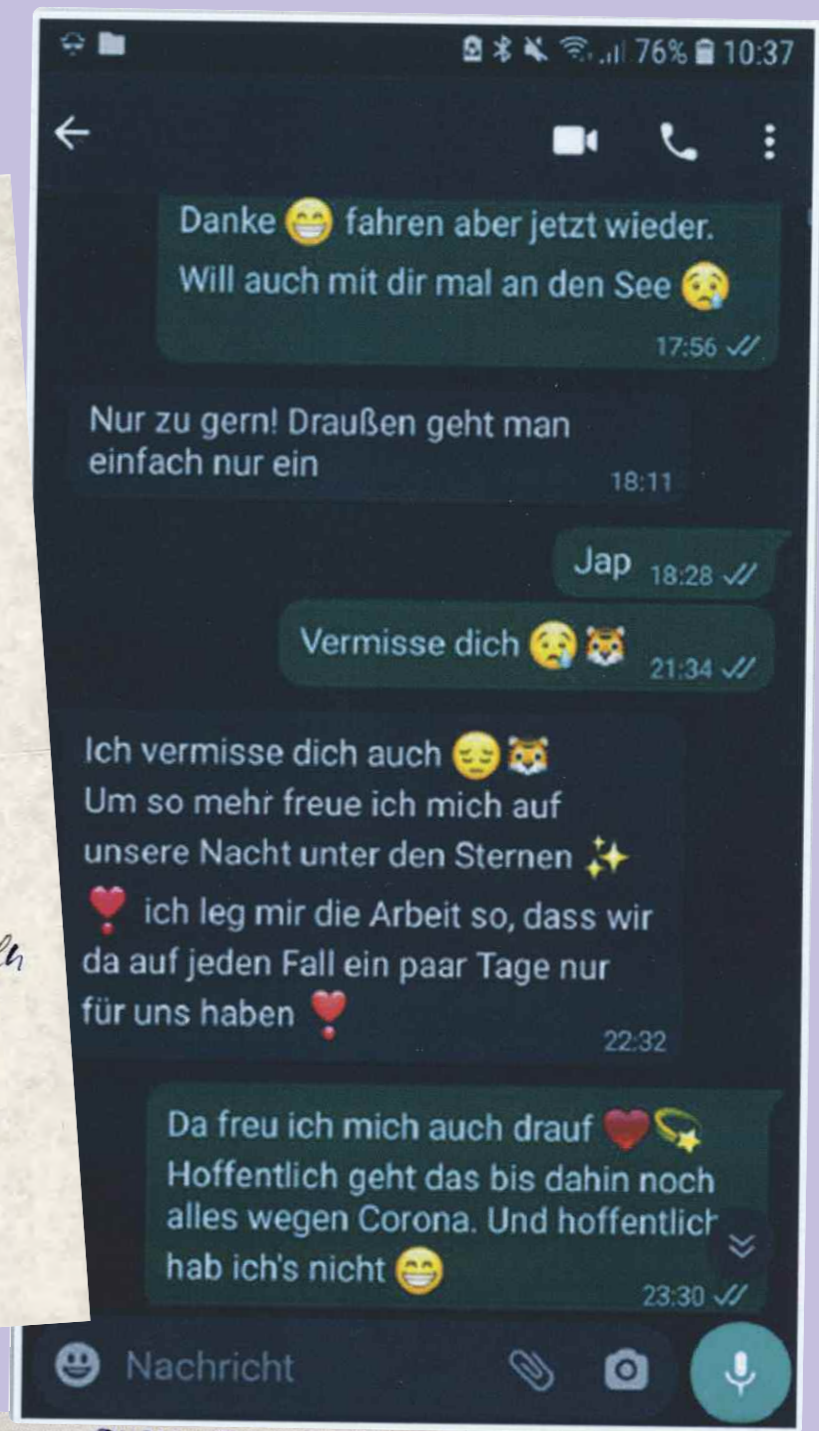 76% 10:37
Danke 😁 fahren aber jetzt wieder.
Will auch mit dir mal an den See 😢
17:56
Nur zu gern! Draußen geht man
einfach nur ein
18:11
Jap 18:28
Vermisse dich 😢🐯
21:34
Ich vermisse dich auch 😔🐯
Um so mehr freue ich mich auf
unsere Nacht unter den Sternen ✨
❣️ ich leg mir die Arbeit so, dass wir
da auf jeden Fall ein paar Tage nur
für uns haben ❣️
22:32
Da freu ich mich auch drauf ❤️💫
Hoffentlich geht das bis dahin noch
alles wegen Corona. Und hoffentlich
hab ich's nicht 😁
23:30
Nachricht